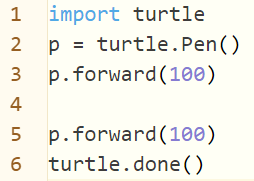 1 import turtle
2 p = turtle.Pen()
3 p.forward(100)
4
5 p.forward(100)
6 turtle.done()